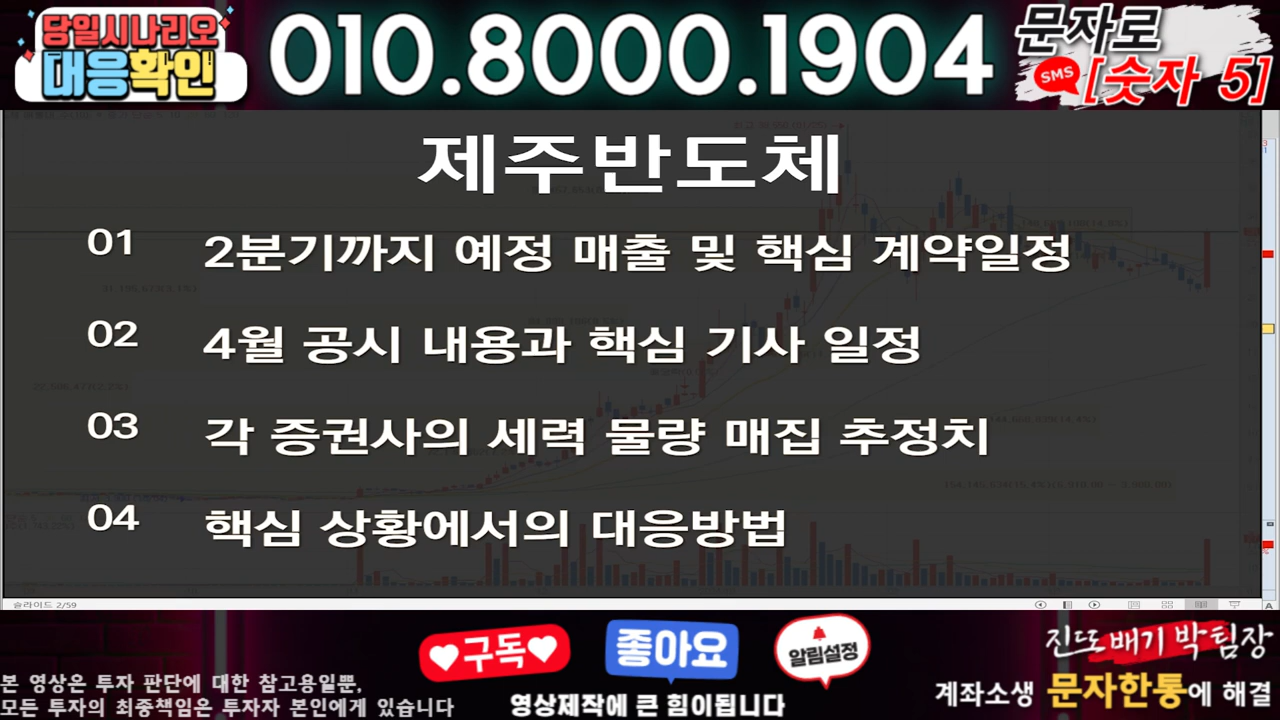 당일시나리오
대응확인
010.8000.1904
문자로
SMS [숫자 5]
제주반도체
01 2분기까지 예정 매출 및 핵심 계약일정
02 4월 공시 내용과 핵심 기사 일정
03 각 증권사의 세력 물량 매집 추정치
04 핵심 상황에서의 대응방법
슬라이드 2/59
구독
좋아요
알림설정
영상제작에 큰 힘이됩니다
본 영상은 투자 판단에 대한 참고용일뿐,
모든 투자의 최종책임은 투자자 본인에게 있습니다
진또배기 박팀장
계좌소생 문자한통에 해결